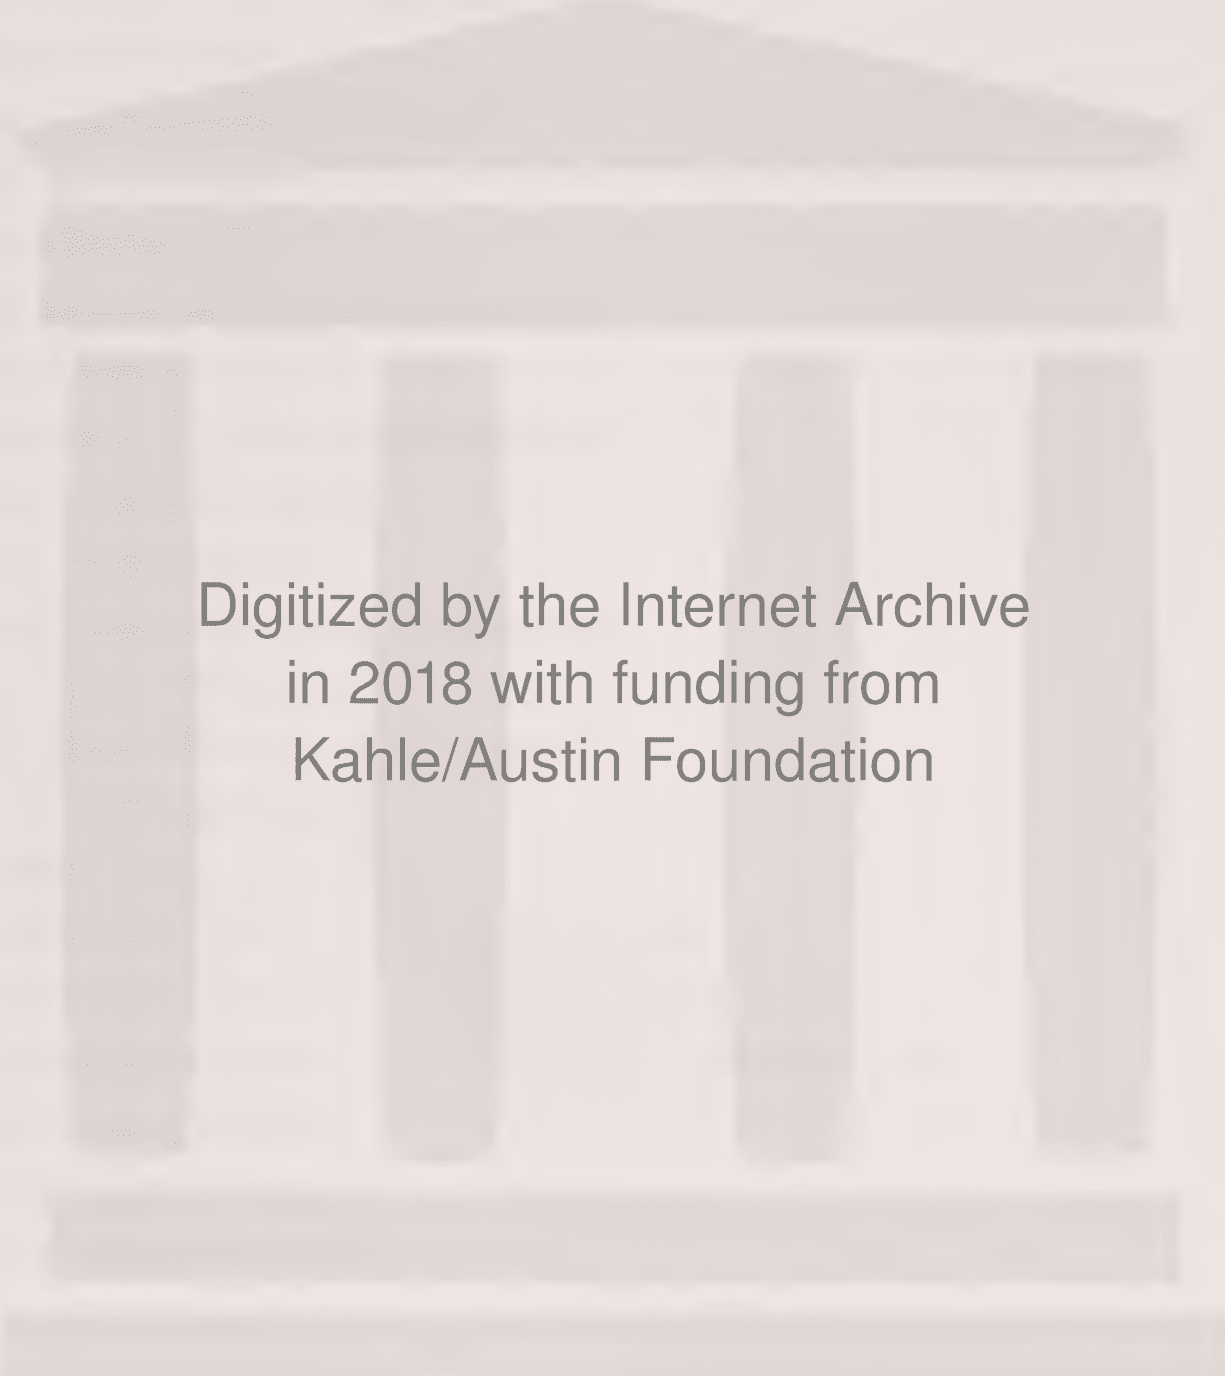 Digitized by the Internet Archive
in 2018 with funding from
Kahle/Austin Foundation